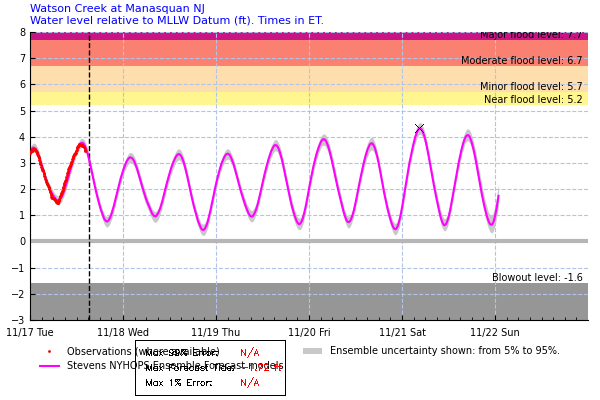 Watson Creek at Manasquan NJ
Water level relative to MLLW Datum (ft). Times in ET.
8
Major flood level: 7.7
7
Moderate flood level: 6.7
6
Minor flood level: 5.7
Near flood level: 5.2
5
4
3
2
1
0
−1
Blowout level: -1.6
−2
−3
11/17 Tue 11/18 Wed 11/19 Thu 11/20 Fri 11/21 Sat 11/22 Sun
Observations (where available)
Ensemble uncertainty shown: from 5% to 95%.
Stevens NYHOPS Ensemble Forecast models
Max Error: N/A
Max Forecast Tide:
Max 1% Error: N/A